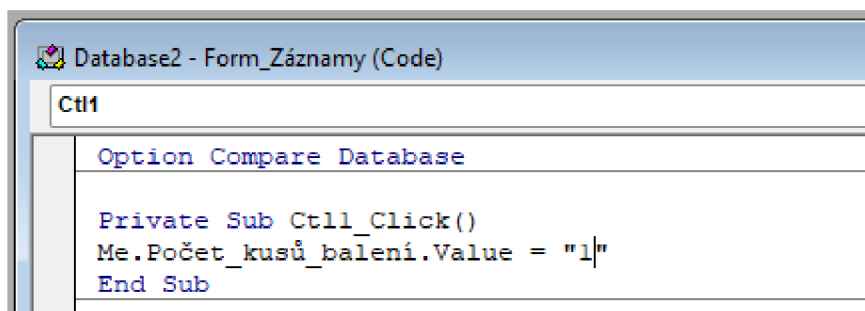 Database2 - Form_Záznamy (Code)
Ctl1
Option Compare Database
Private Sub Ctl1_Click()
Me.Počet_kusů_balení.Value = "1"
End Sub